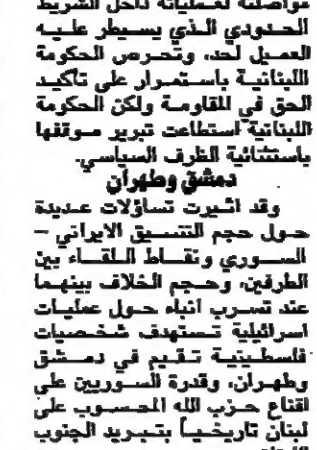 مواصلته لعملياته داخل الشريط
الحدودي الذي يسيطر عليه
العميل لحد، وتحرص الحكومة
اللبنانية باستمرار على تأكيد
الحق في المقاومة ولكن الحكومة
اللبنانية استطاعت تبرير موقفها
باستثنائية الظرف السياسي.
دمشق وطهران
وقد اثيرت تساؤلات عديدة
حول حجم التنسيق الايراني –
السوري ونقاط اللقاء بين
الطرفين، وحجم الخلاف بينهما
عند تسرب انباء حول عمليات
اسرائيلية تستهدف شخصيات
فلسطينية تقيم في دمشق
وطهران، وقدرة السوريين على
اقناع حزب الله المحسوب على
لبنان تاريخياً بتبريد الجنوب